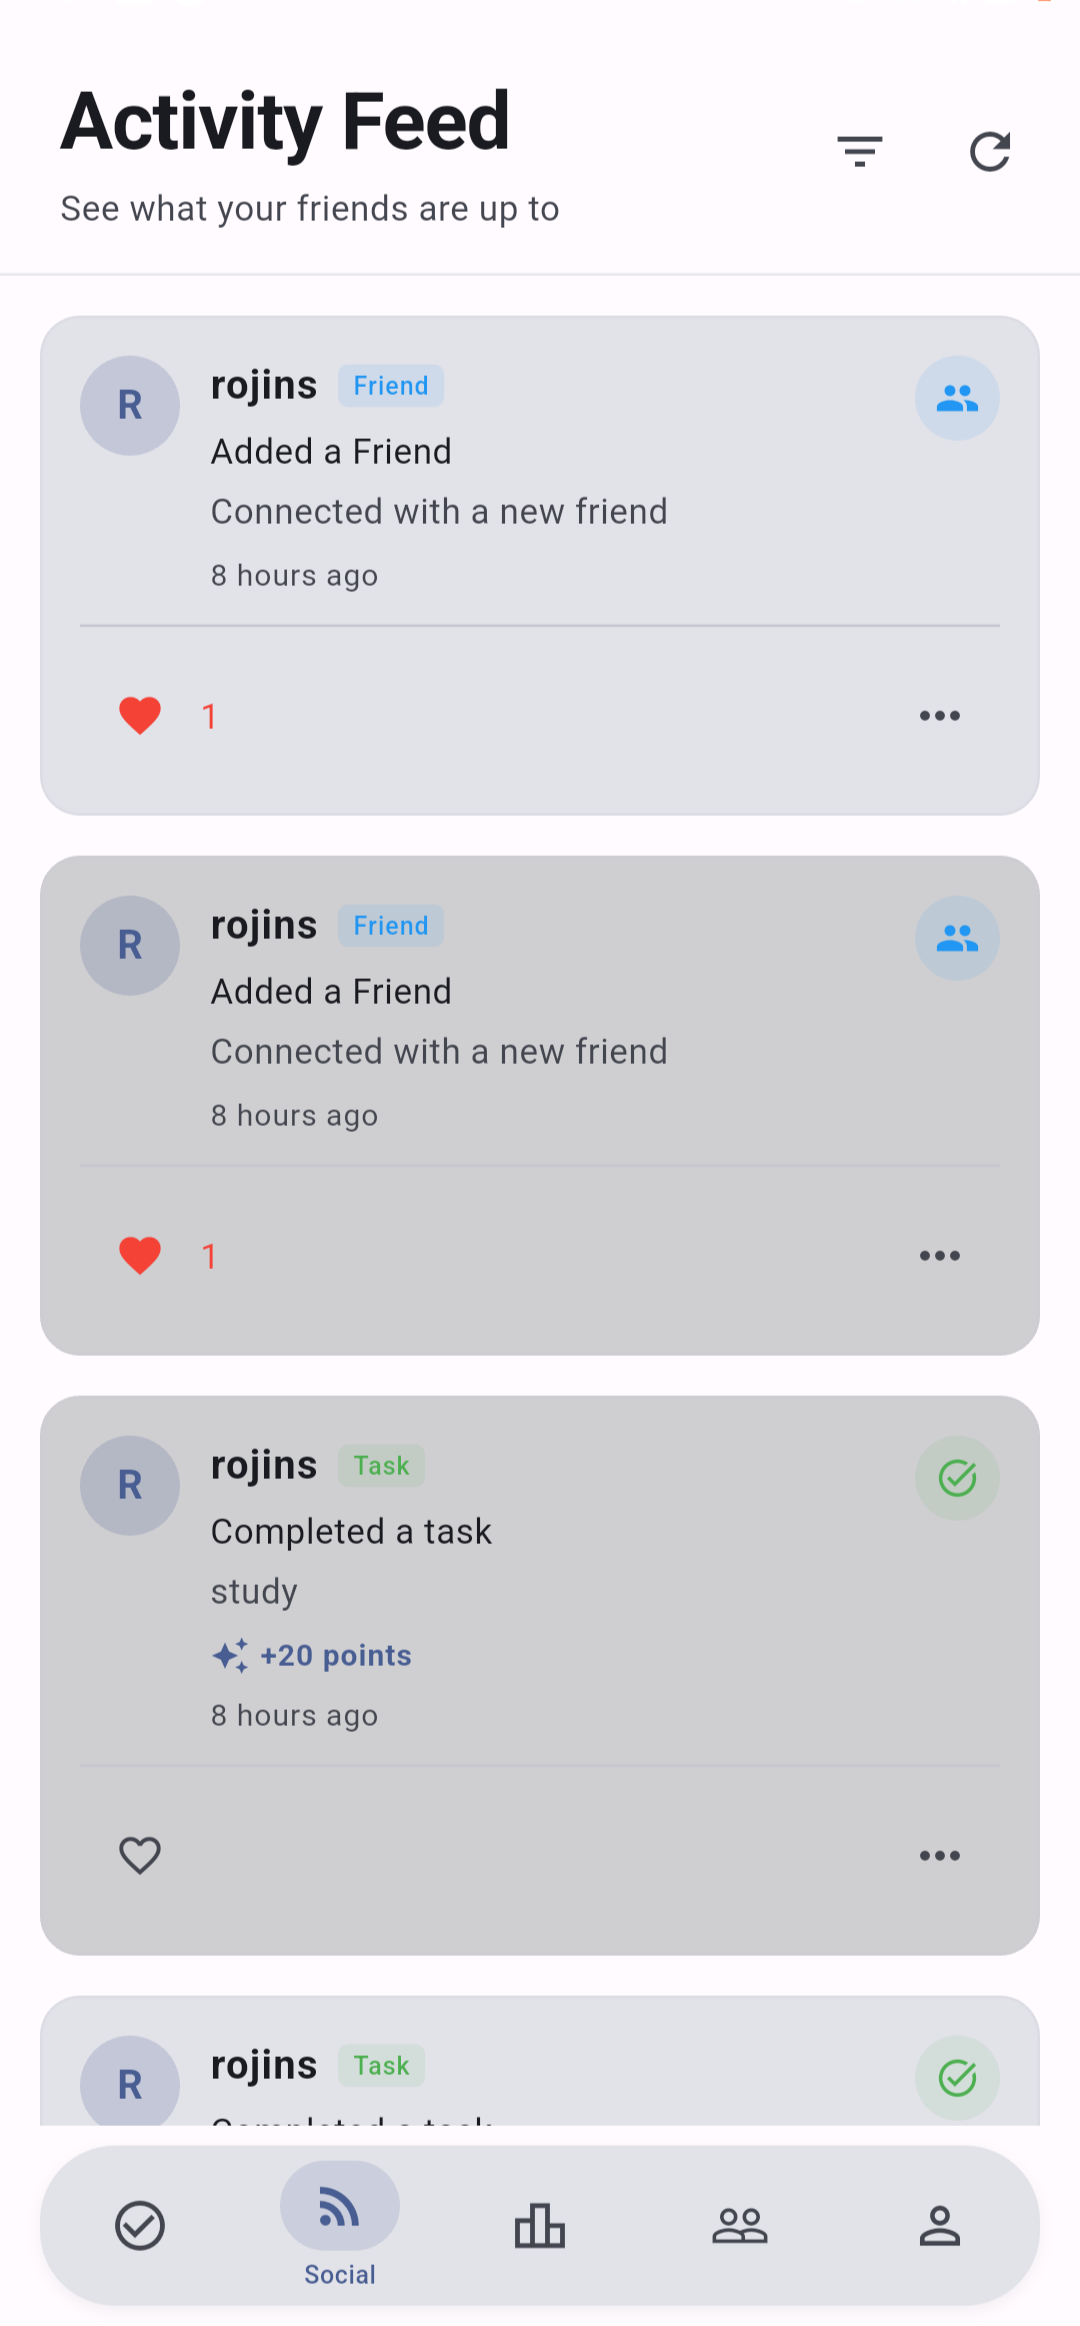 Activity Feed
See what your friends are up to
R
rojins
Friend
Added a Friend
Connected with a new friend
8 hours ago
1
R
rojins
Friend
Added a Friend
Connected with a new friend
8 hours ago
1
R
rojins
Task
Completed a task
study
+20 points
8 hours ago
R
rojins
Task
Completed a task
Social